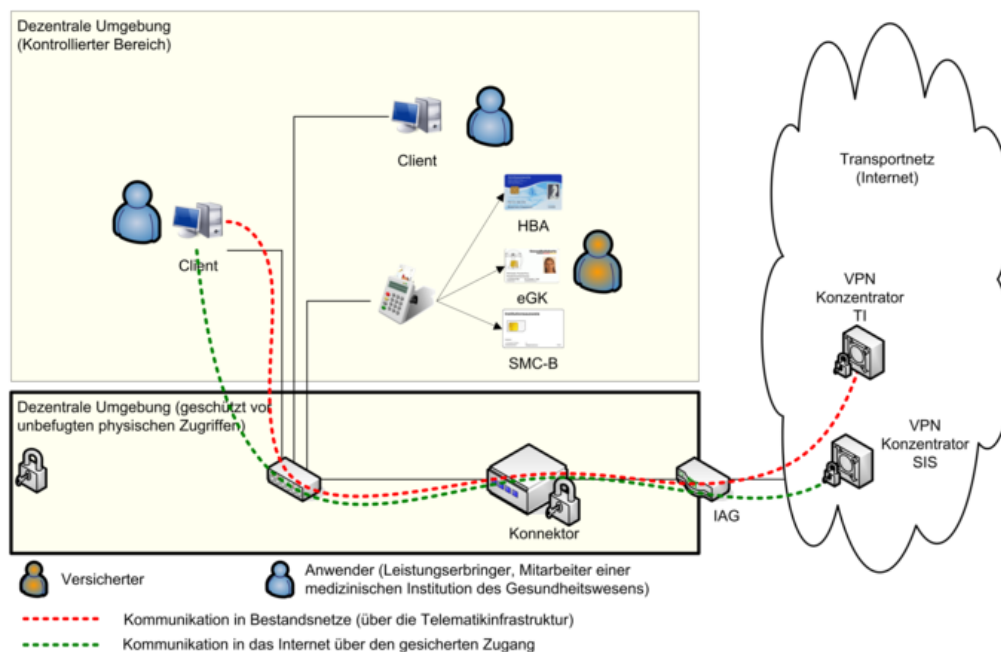 Dezentrale Umgebung
(Kontrollierter Bereich)
Client
Transportnetz
(Internet)
HBA
Client
eGK
VPN
Konzentrator
TI
SMC-B
Dezentrale Umgebung (geschützt vor
unbefugten physischen Zugriffen)
VPN
Konzentrator
SIS
IAG
Konnektor
Versicherter
Anwender (Leistungserbringer, Mitarbeiter einer
medizinischen Institution des Gesundheitswesens)
Kommunikation in Bestandsnetze (über die Telematikinfrastruktur)
Kommunikation in das Internet über den gesicherten Zugang